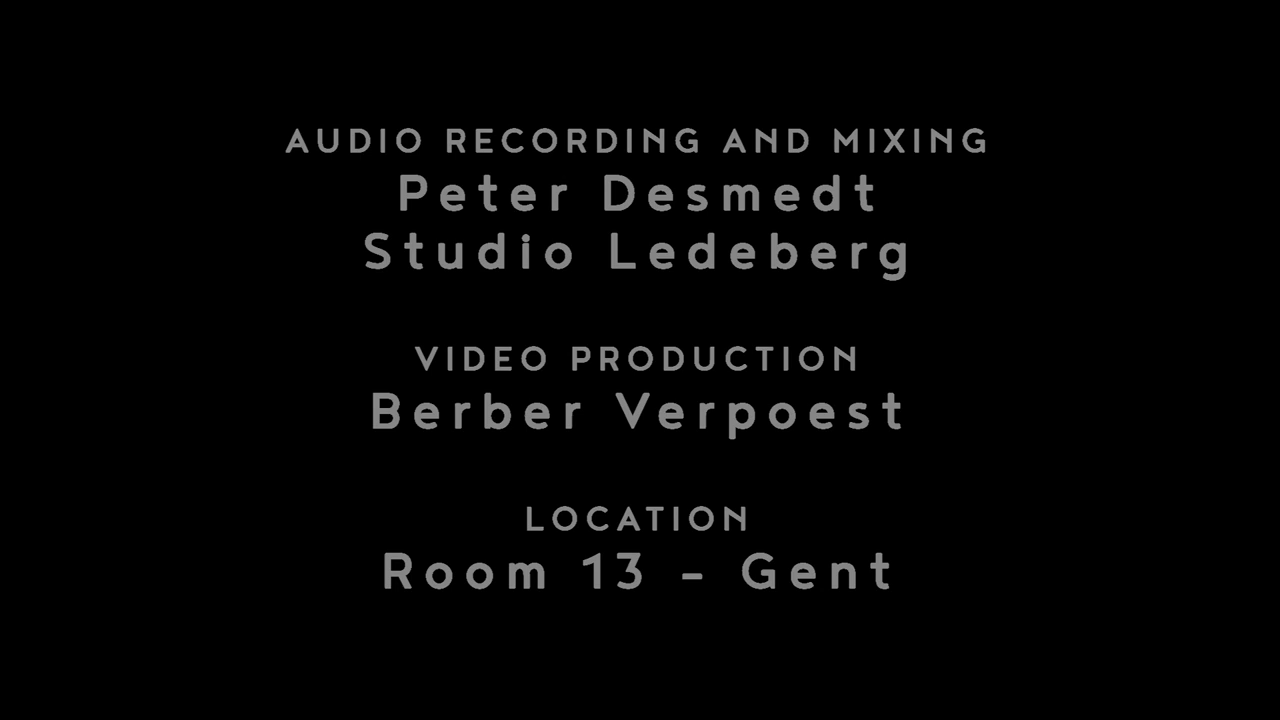 AUDIO RECORDING AND MIXING
Peter Desmedt
Studio Ledeberg
VIDEO PRODUCTION
Berber Verpoest
LOCATION
Room 13 - Gent